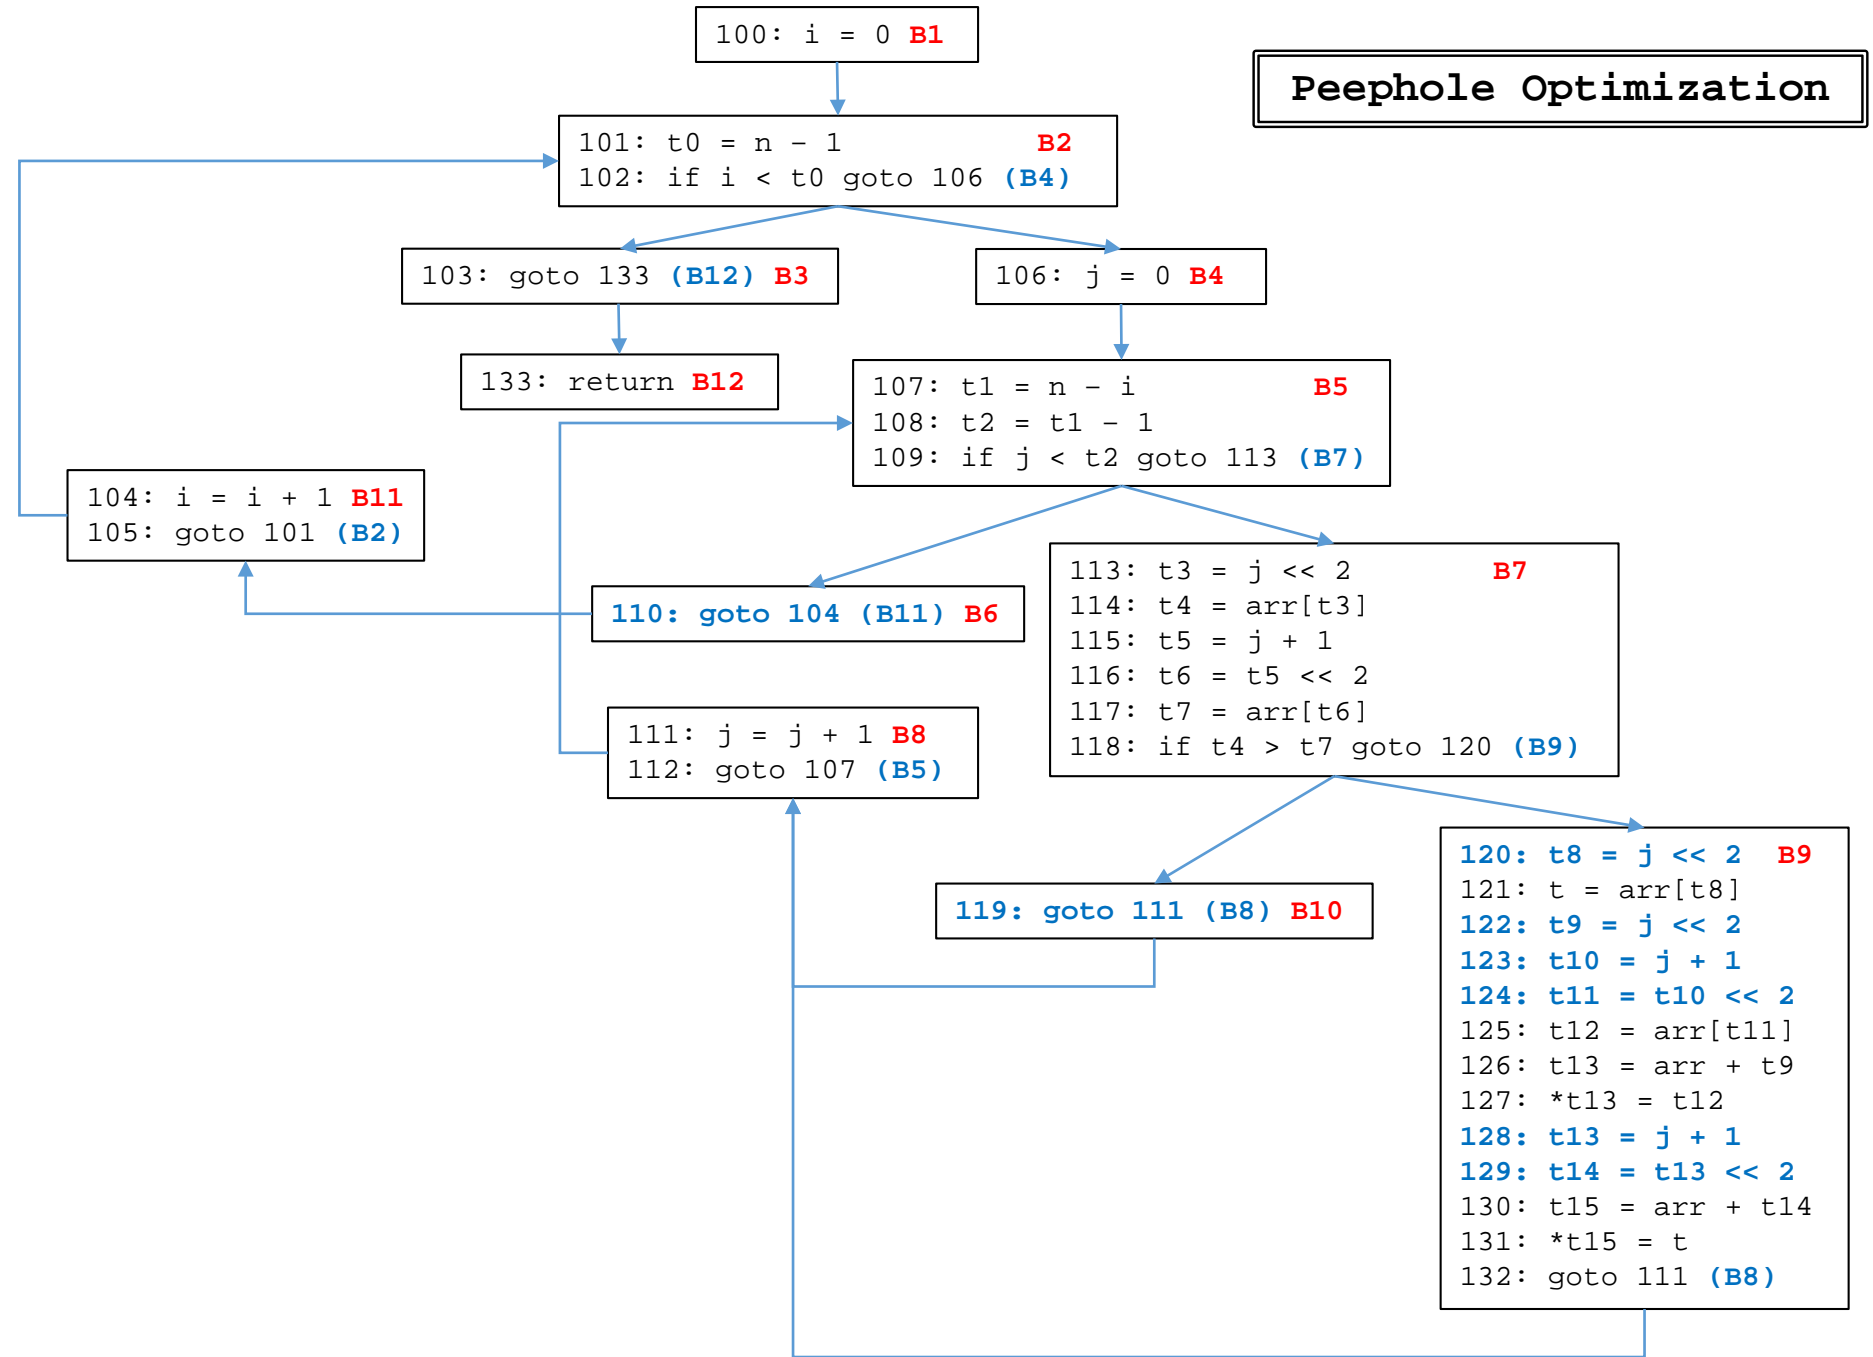 100: i = 0 B1
Peephole Optimization
101: t0 = n – 1 B2
102: if i < t0 goto 106 (B4)
103: goto 133 (B12) B3
106: j = 0 B4
133: return B12
107: t1 = n – i B5
108: t2 = t1 – 1
109: if j < t2 goto 113 (B7)
104: i = i + 1 B11
105: goto 101 (B2)
110: goto 104 (B11) B6
113: t3 = j << 2 B7
114: t4 = arr[t3]
115: t5 = j + 1
116: t6 = t5 << 2
117: t7 = arr[t6]
118: if t4 > t7 goto 120 (B9)
111: j = j + 1 B8
112: goto 107 (B5)
119: goto 111 (B8) B10
120: t8 = j << 2 B9
121: t = arr[t8]
122: t9 = j << 2
123: t10 = j + 1
124: t11 = t10 << 2
125: t12 = arr[t11]
126: t13 = arr + t9
127: *t13 = t12
128: t13 = j + 1
129: t14 = t13 << 2
130: t15 = arr + t14
131: *t15 = t
132: goto 111 (B8)